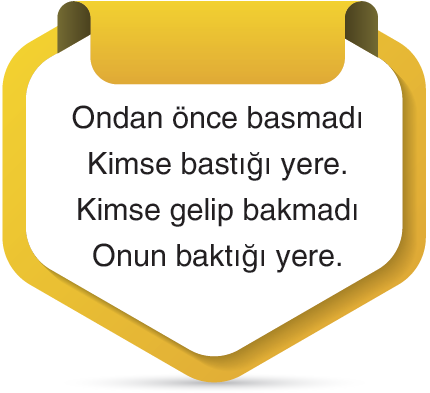 Ondan önce basmadı
Kimse bastığı yere.
Kimse gelip bakmadı
Onun baktığı yere.